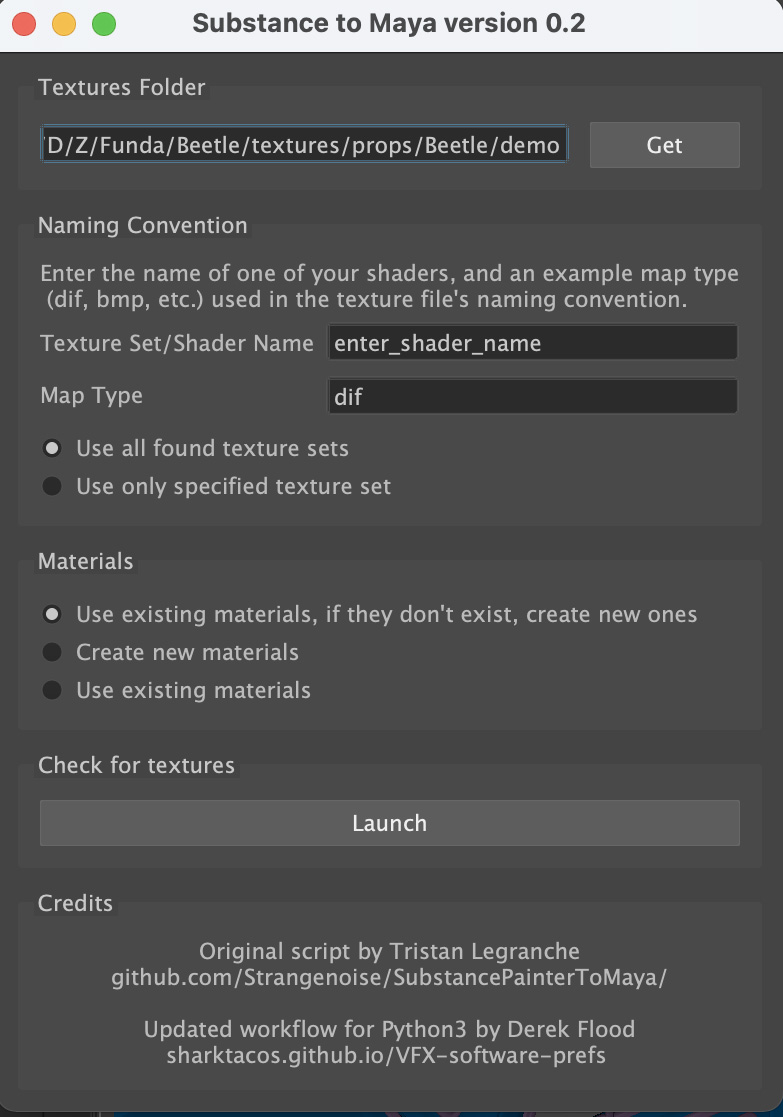 Substance to Maya version 0.2
Textures Folder
D/Z/Funda/Beetle/textures/props/Beetle/demo
Get
Naming Convention
Enter the name of one of your shaders, and an example map type
(dif, bmp, etc.) used in the texture file's naming convention.
Texture Set/Shader Name
enter_shader_name
Map Type
dif
Use all found texture sets
Use only specified texture set
Materials
Use existing materials, if they don't exist, create new ones
Create new materials
Use existing materials
Check for textures
Launch
Credits
Original script by Tristan Legranche
github.com/Strangenoise/SubstancePainterToMaya/
Updated workflow for Python3 by Derek Flood
sharktacos.github.io/VFX-software-prefs